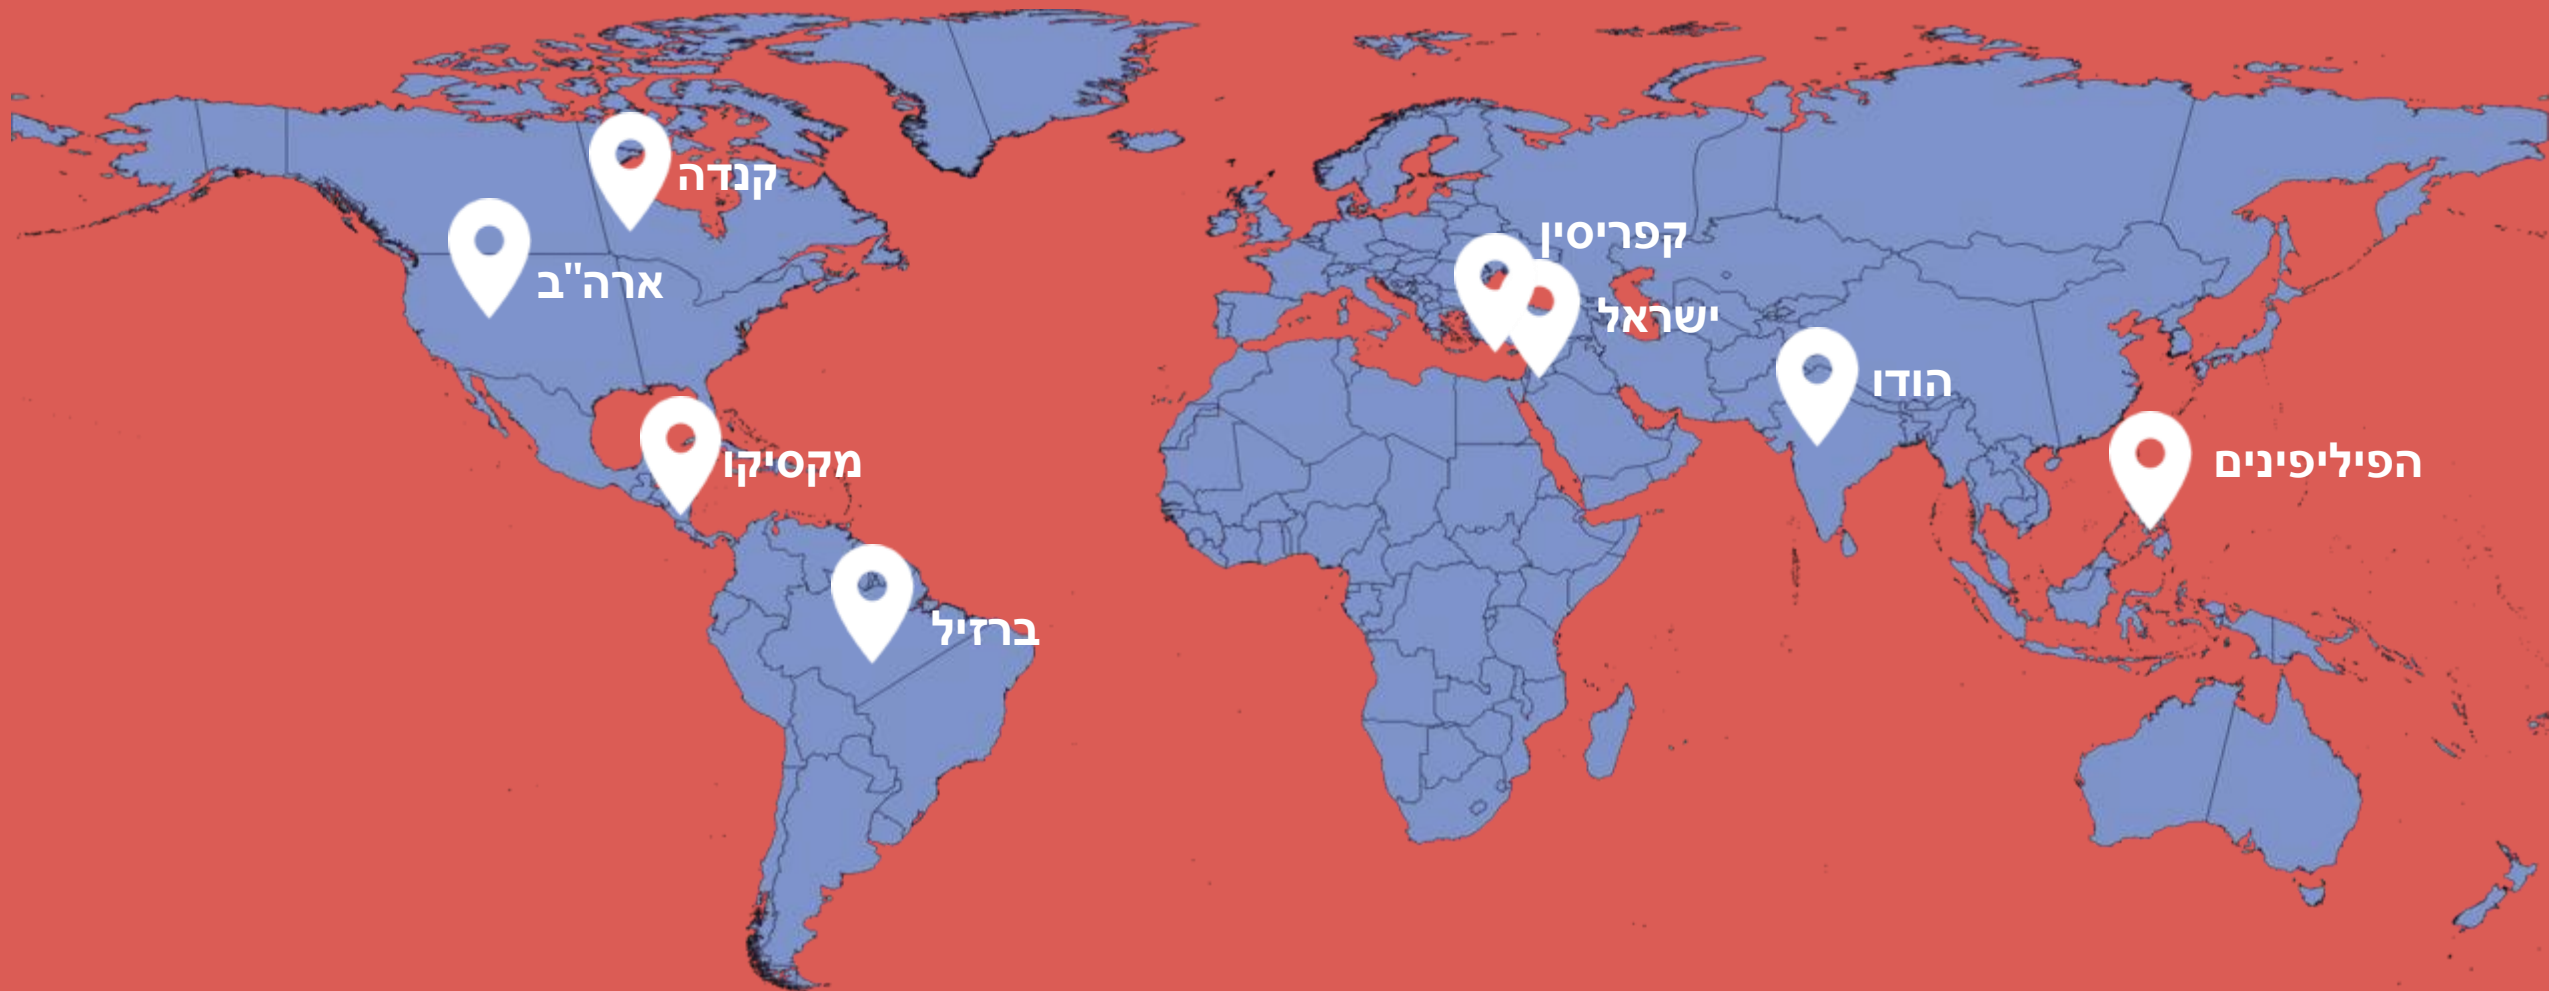 קנדה
קפריסין
ארה"ב
ישראל
הודו
הפיליפינים
מקסיקו
ברזיל